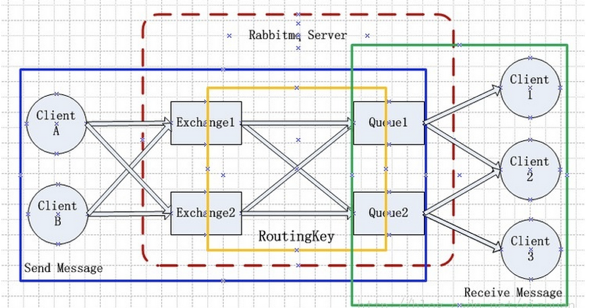 Rabbitmq Server
Client
1
Client
A
Exchange1
Queue1
Client
2
Client
B
Exchange2
Queue2
RoutingKey
Client
3
Send Message
Receive Message